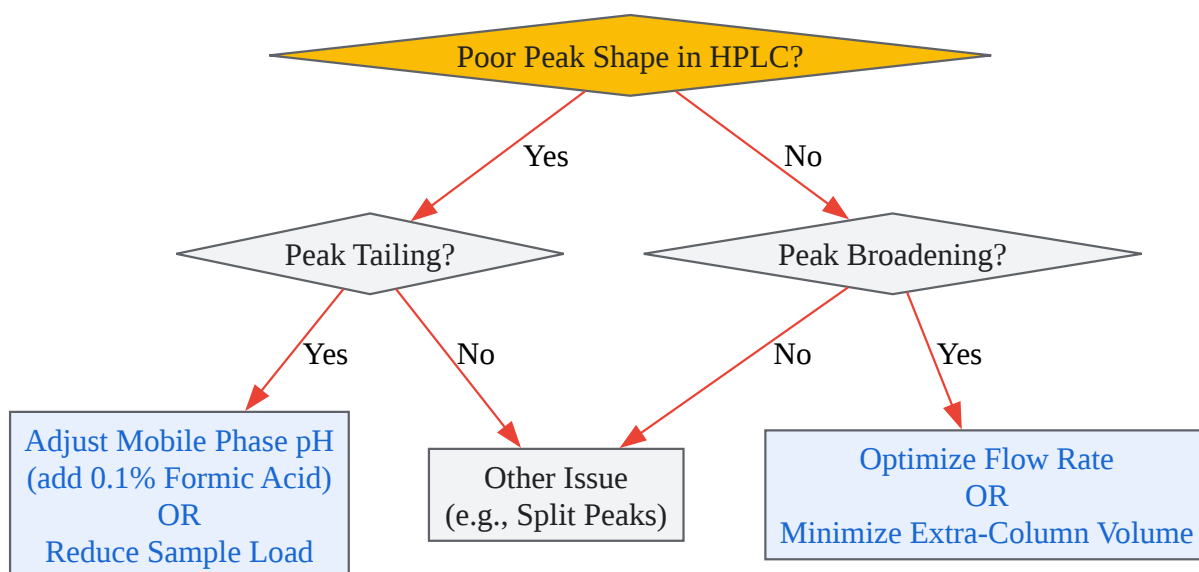 Poor Peak Shape in HPLC?
Yes
No
Peak Tailing?
Peak Broadening?
Yes
No
No
Yes
Adjust Mobile Phase pH
(add 0.1% Formic Acid)
OR
Reduce Sample Load
Other Issue
(e.g., Split Peaks)
Optimize Flow Rate
OR
Minimize Extra-Column Volume